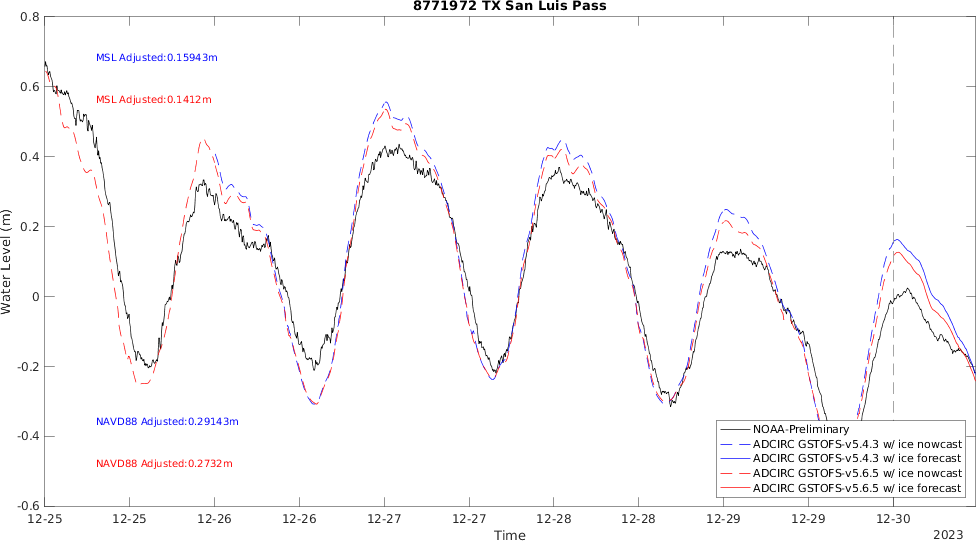 8771972 TX San Luis Pass
0.8
0.6
0.4
0.2
0
-0.2
-0.4
-0.6
Water Level (m)
MSL Adjusted:0.15943m
MSL Adjusted:0.1412m
NAVD88 Adjusted:0.29143m
NAVD88 Adjusted:0.2732m
NOAA-Preliminary
ADCIRC GSTOFS-v5.4.3 w/ ice nowcast
ADCIRC GSTOFS-v5.4.3 w/ ice forecast
ADCIRC GSTOFS-v5.6.5 w/ ice nowcast
ADCIRC GSTOFS-v5.6.5 w/ ice forecast
12-25 12-25 12-26 12-26 12-27 12-27 12-28 12-28 12-29 12-29 12-30
2023
Time